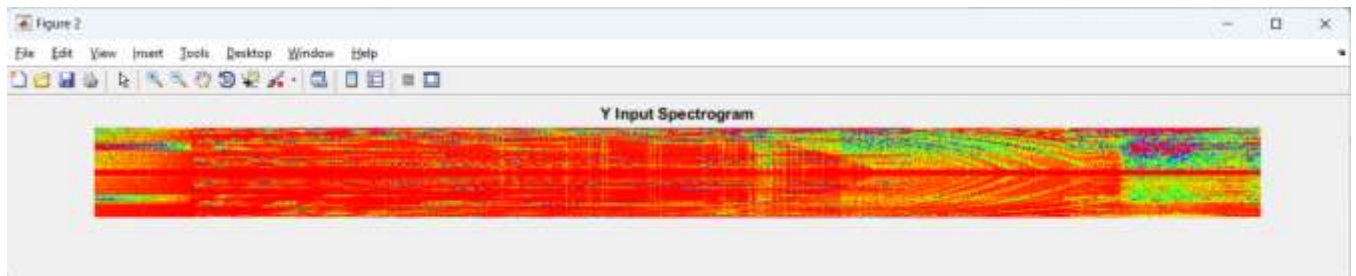 Figure 2
File Edit View Insert Tools Desktop Window Help
Y Input Spectrogram